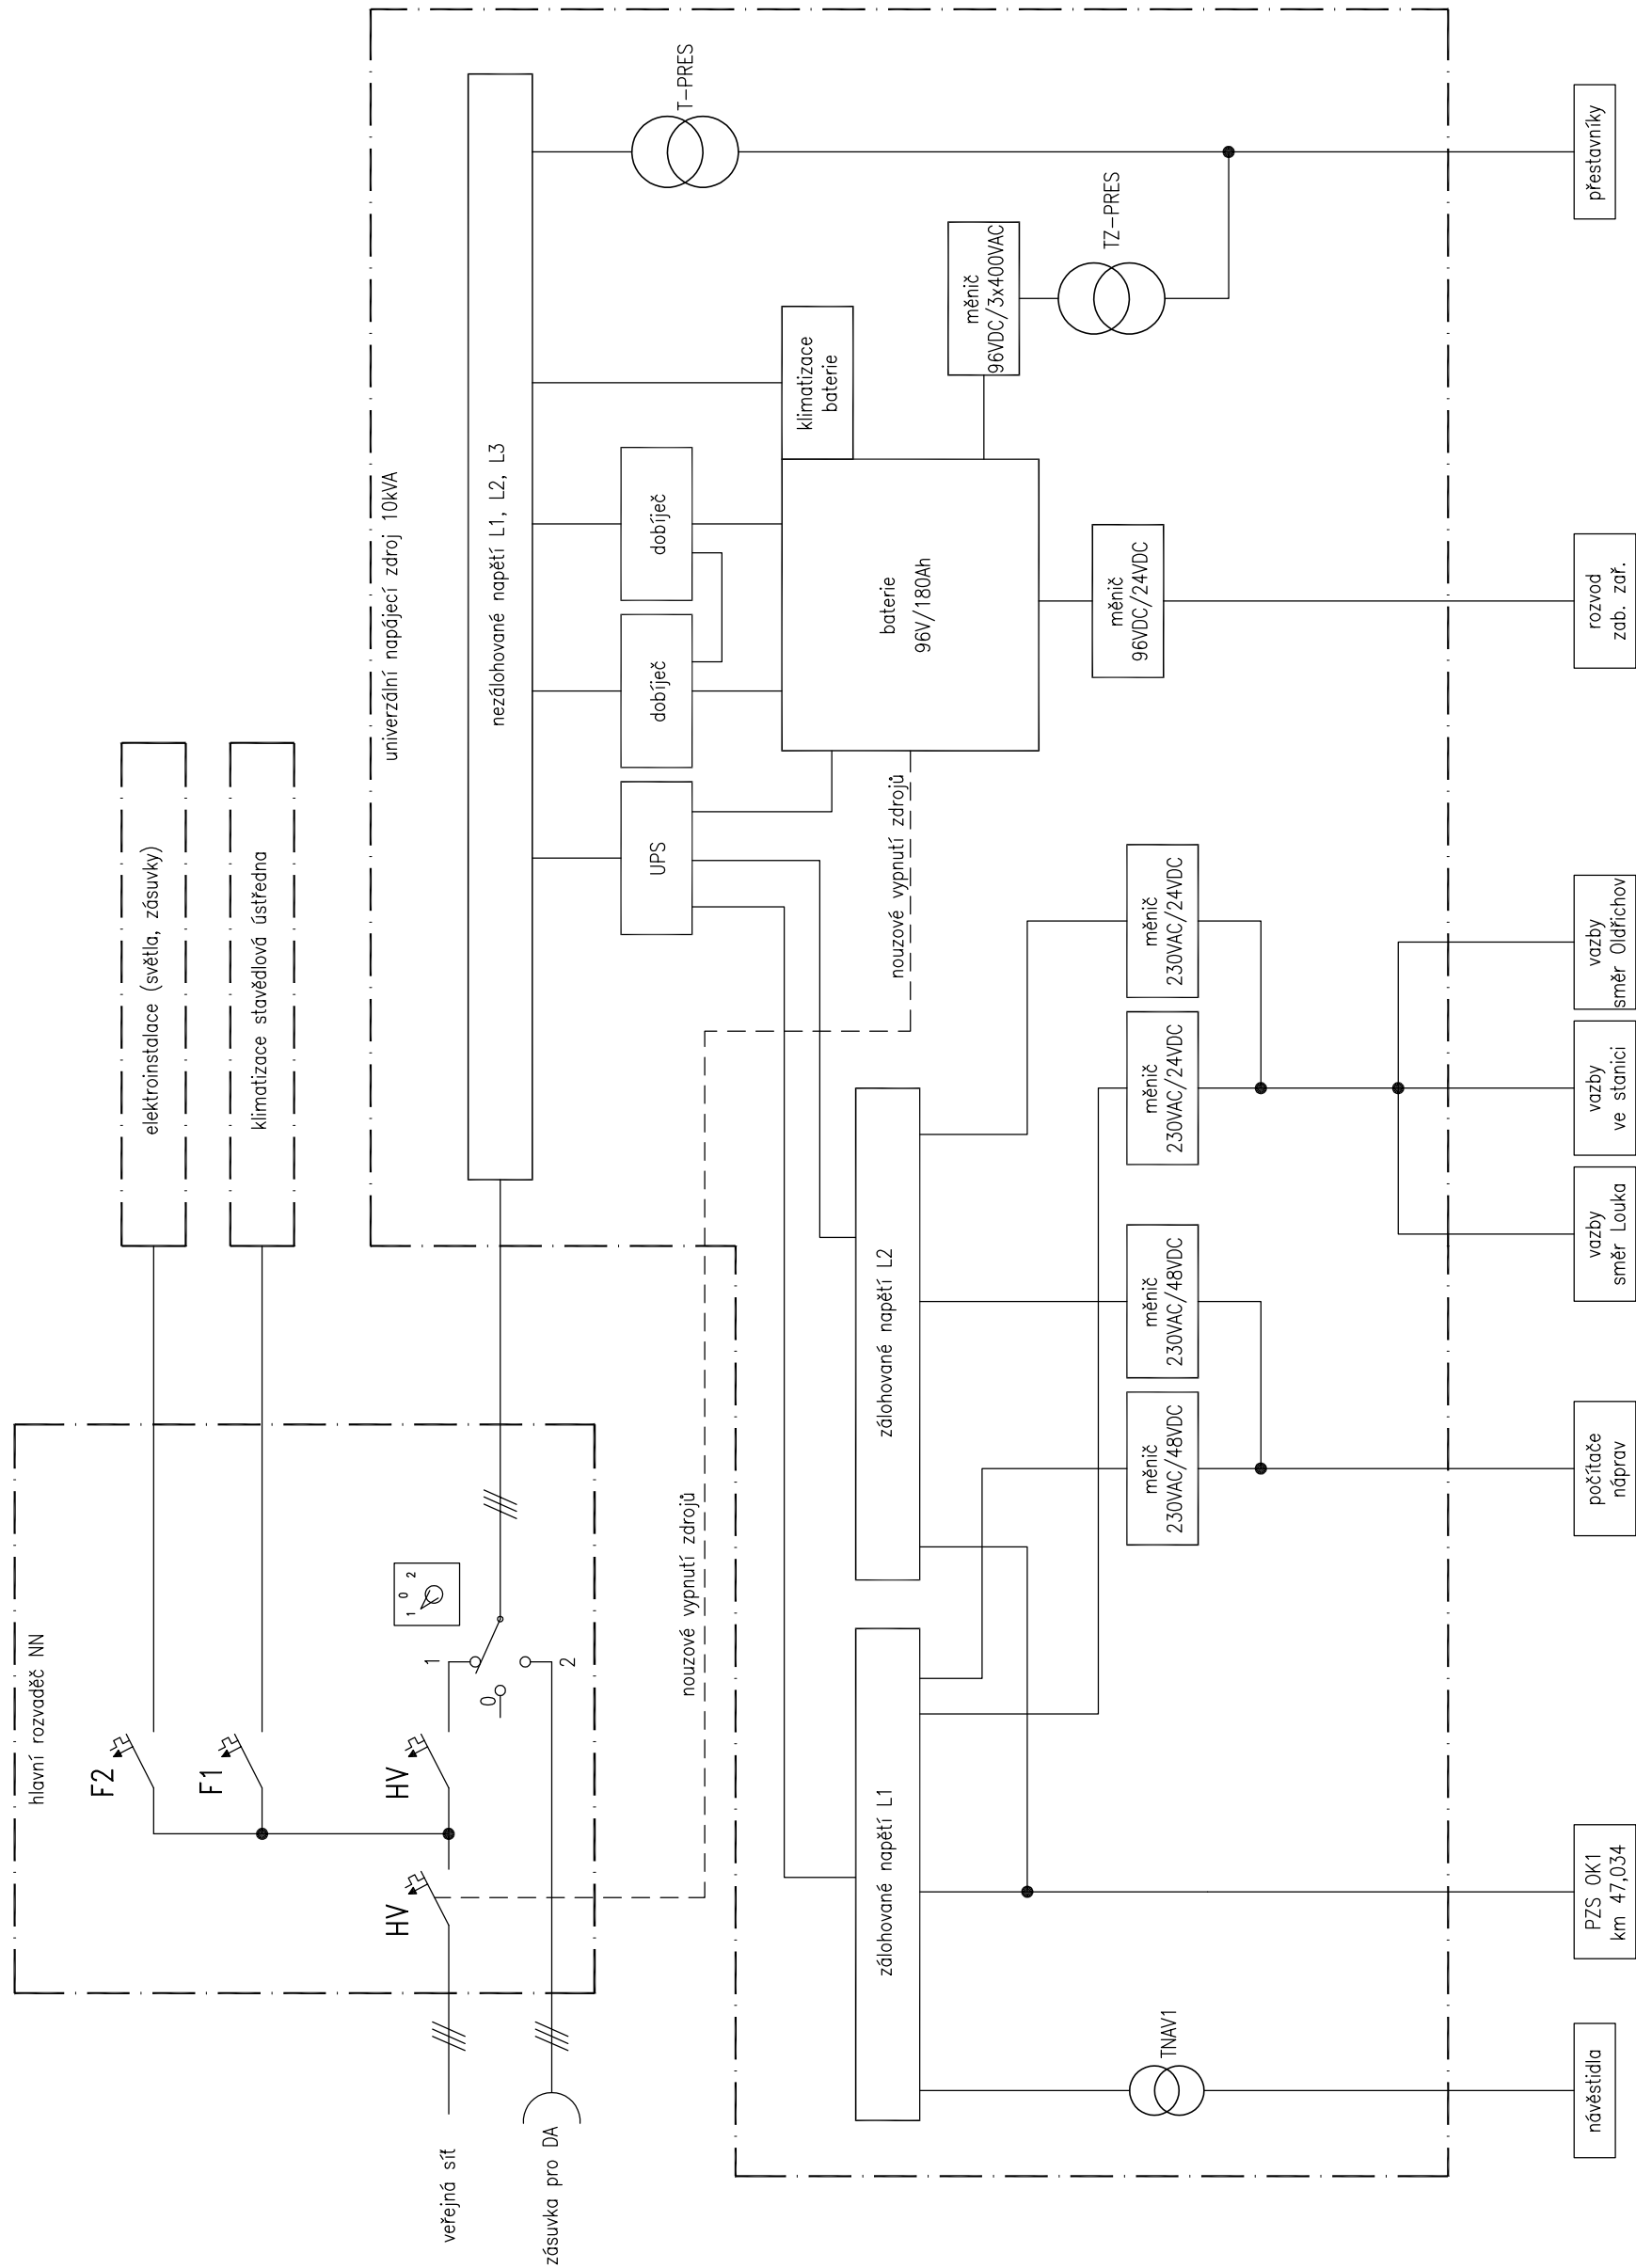 hlavní rozvaděč NN
F2
F1
HV
HV
1
0
2
1
0
2
veřejná síť
zásuvka pro DA
elektroinstalace (světla, zásuvky)
klimatizace stavědlová ústředna
univerzální napájecí zdroj 10kVA
nezálohované napětí L1, L2, L3
UPS
dobíječ
dobíječ
klimatizace
baterie
T-PRES
baterie
96V/180Ah
měnič
96VDC/3x400VAC
TZ-PRES
měnič
96VDC/24VDC
nouzové vypnutí zdrojů
nouzové vypnutí zdrojů
zálohované napětí L1
zálohované napětí L2
TNAV1
měnič
230VAC/48VDC
měnič
230VAC/48VDC
měnič
230VAC/24VDC
měnič
230VAC/24VDC
návěstidla
PZS OK1
km 47,034
počítače
náprav
vazby
směr Louka
vazby
ve stanici
vazby
směr Oldřichov
rozvod
zab. zař.
přestavníky